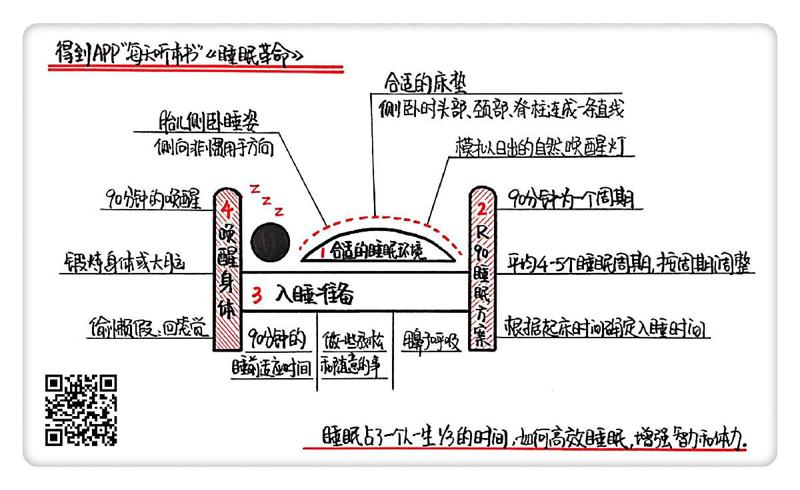 得到APP"每天听本书"《睡眠革命》
合适的床垫
侧卧时头部、颈部、脊柱连成一条直线
胎儿侧卧睡姿
侧向非惯用手方向
模拟日出的自然唤醒灯
90分钟的唤醒
锻炼身体或大脑
偷懒假、回笼觉
4 唤醒身体
z z z
1 合适的睡眠环境
3 入睡准备
90分钟的
睡前适应时间
做一些放松
和随意的事
鼻子呼吸
2 R90睡眠方案
90分钟为一个周期
平均4-5个睡眠周期,按周期调整
根据起床时间确定入睡时间
睡眠占了一个人一生1/3的时间,如何高效睡眠,增强智力和体力.